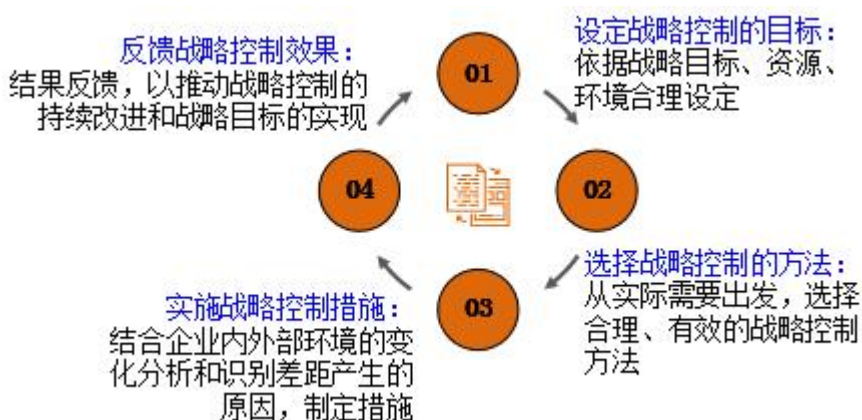 01
设定战略控制的目标：
依据战略目标、资源、
环境合理设定
02
选择战略控制的方法：
从实际需要出发，选择
合理、有效的战略控制
方法
03
实施战略控制措施：
结合企业内外部环境的变
化分析和识别差距产生的
原因，制定措施
04
反馈战略控制效果：
结果反馈，以推动战略控制的
持续改进和战略目标的实现